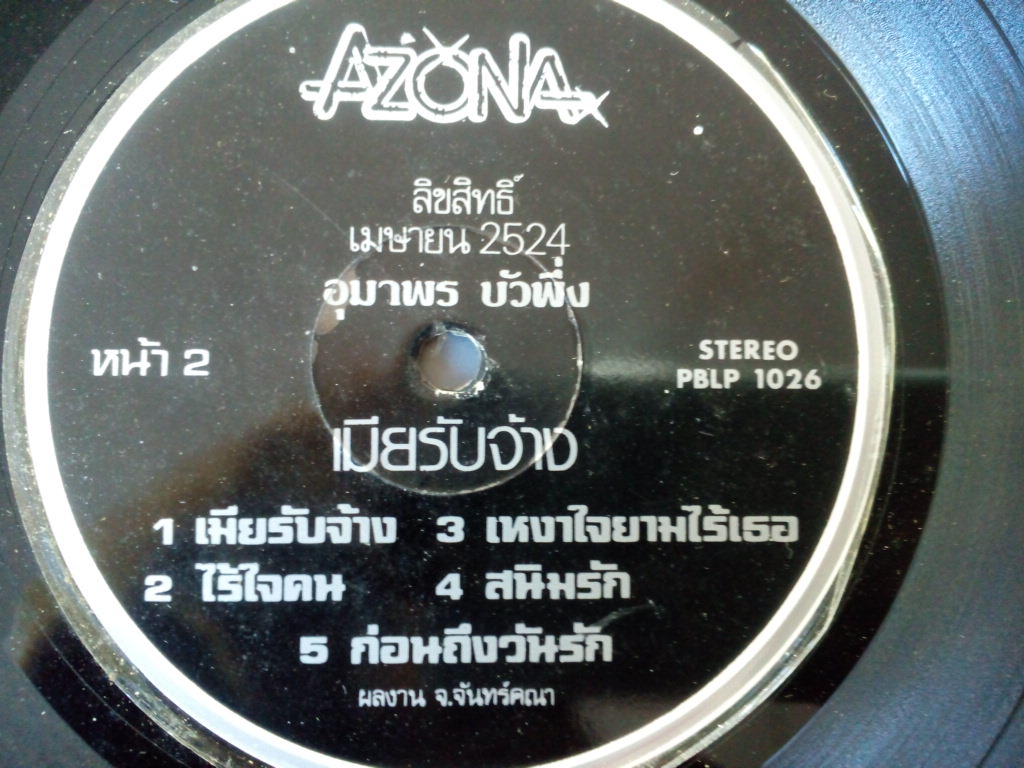 AZONA
ลิขสิทธิ์
เมษายน 2524
อุมาพร บัวพึ่ง
หน้า 2
STEREO
PBLP 1026
เมียรับจ้าง
1 เมียรับจ้าง 3 เหงาใจยามไร้เธอ
2 ไร้ใจคน 4 สนิมรัก
5 ก่อนถึงวันรัก
ผลงาน จ.จันทร์คณา